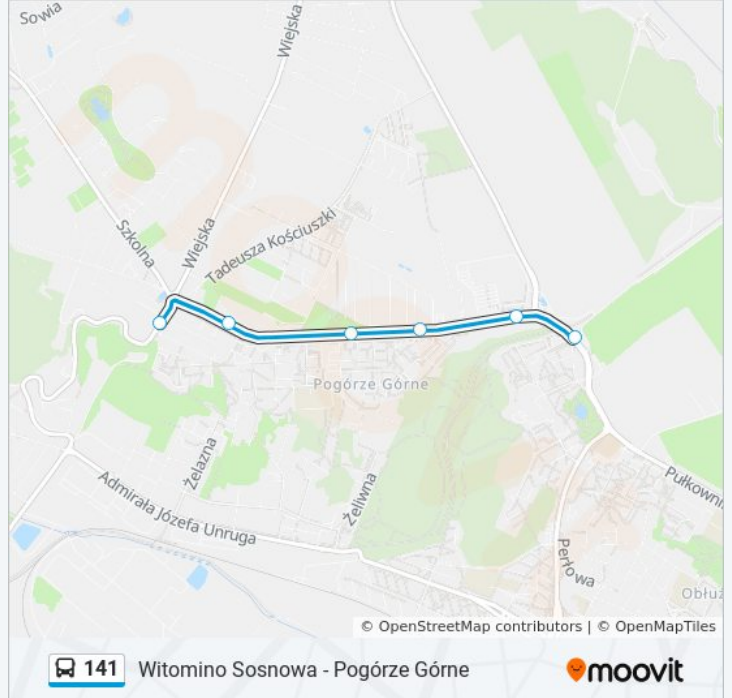 Sowia
Wiejska
Szkolna
Wiejska
Tadeusza Kościuszki
Pogórze Górne
Żelazna
Żeliwna
Admirała Józefa Unruga
Pułkowni
Perłowa
Obłuż
© OpenStreetMap contributors | © OpenMapTiles
141 Witomino Sosnowa - Pogórze Górne
moovit